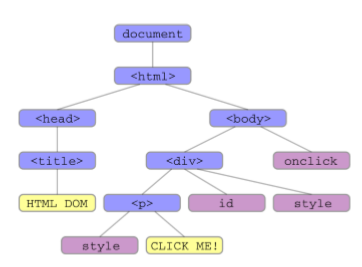 document
<html>
<head>
<body>
<title>
<div>
onclick
HTML DOM
<p>
id
style
style
CLICK ME!